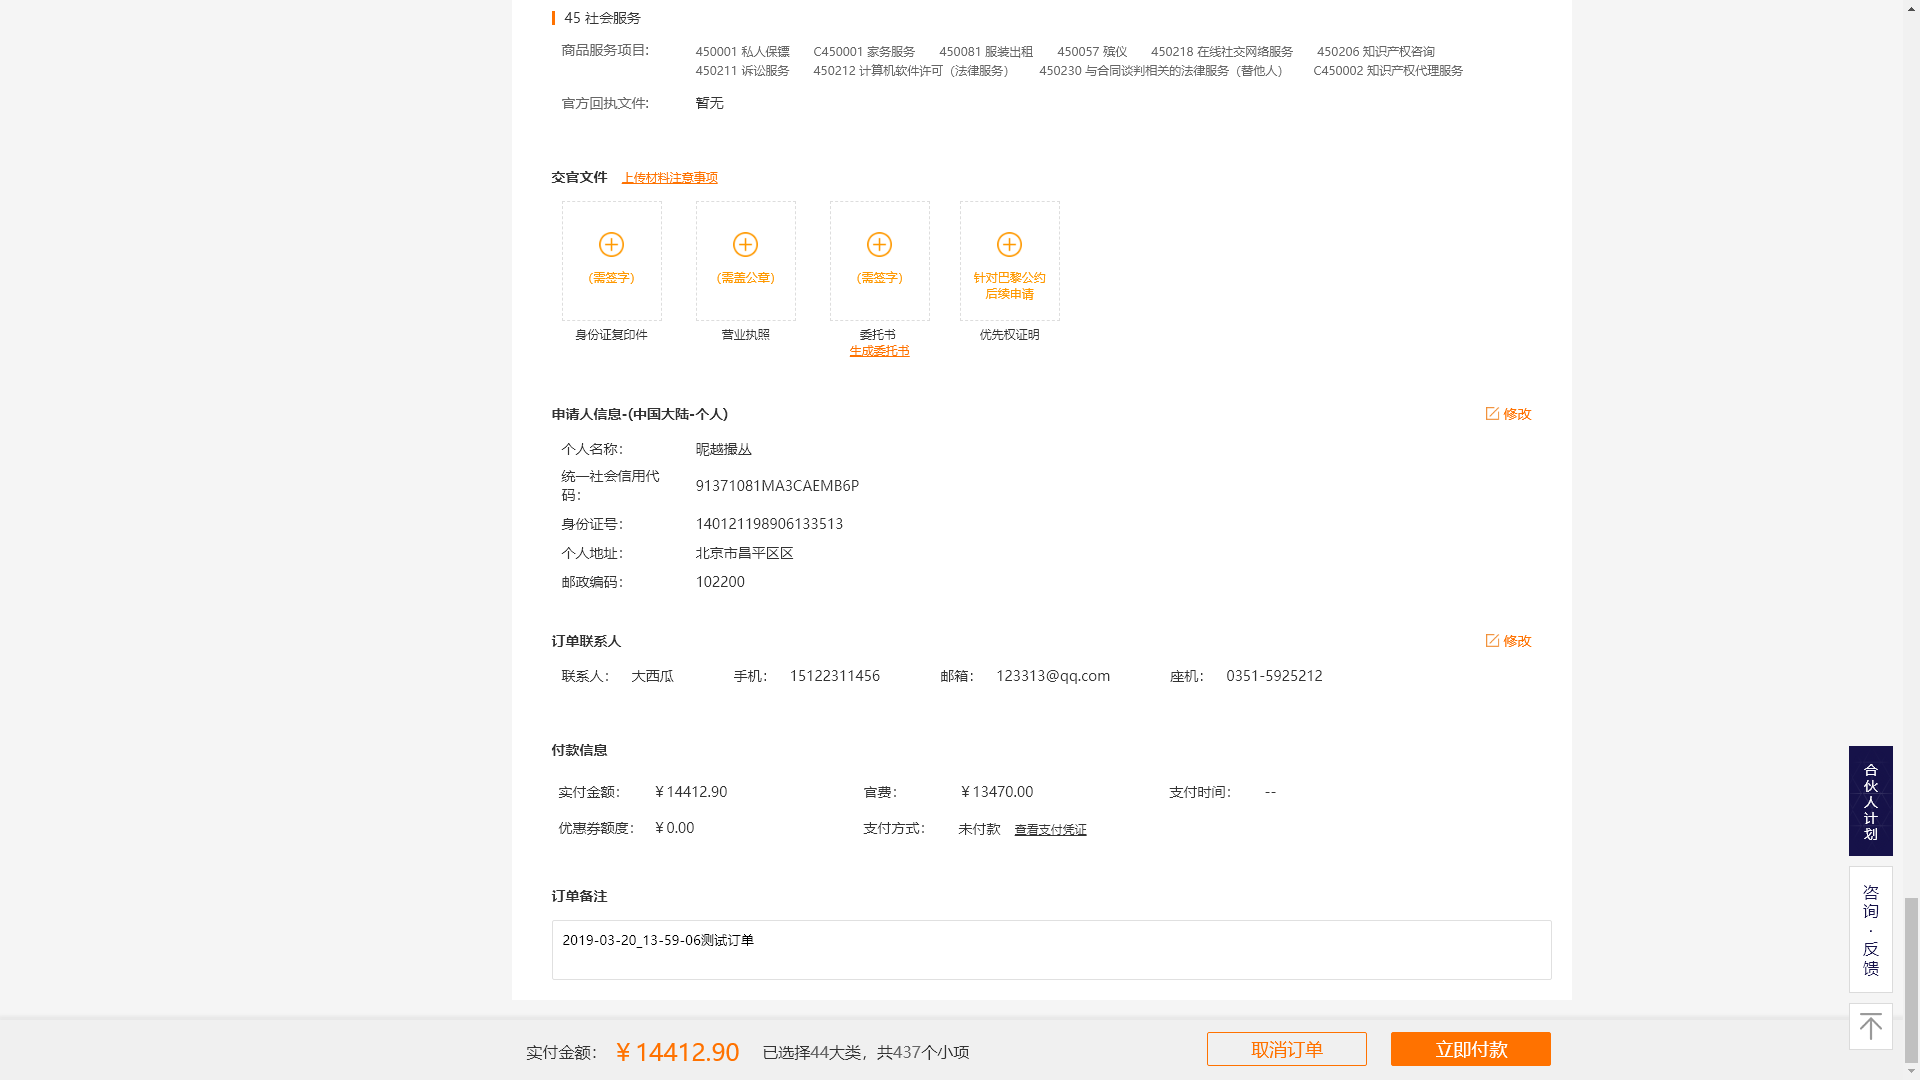 45 社会服务
商品服务项目: 450001 私人保镖 C450001 家务服务 450081 服装出租 450057 殡仪 450218 在线社交网络服务 450206 知识产权咨询
450211 诉讼服务 450212 计算机软件许可（法律服务） 450230 与合同谈判相关的法律服务（替他人） C450002 知识产权代理服务
官方回执文件: 暂无
交官文件 上传材料注意事项
(需签字) (需盖公章) (需签字) 针对巴黎公约
后续申请
身份证复印件 营业执照 委托书 优先权证明
生成委托书
申请人信息-(中国大陆-个人) 修改
个人名称： 昵越撮丛
统一社会信用代
码： 91371081MA3CAEMB6P
身份证号： 140121198906133513
个人地址： 北京市昌平区区
邮政编码： 102200
订单联系人 修改
联系人： 大西瓜 手机： 15122311456 邮箱： 123313@qq.com 座机： 0351-5925212
付款信息
实付金额： ￥14412.90 官费： ￥13470.00 支付时间： --
优惠券额度： ￥0.00 支付方式： 未付款 查看支付凭证
订单备注
2019-03-20_13-59-06测试订单
实付金额： ￥14412.90 已选择44大类，共437个小项 取消订单 立即付款
合
伙
人
计
划
咨
询
·
反
馈